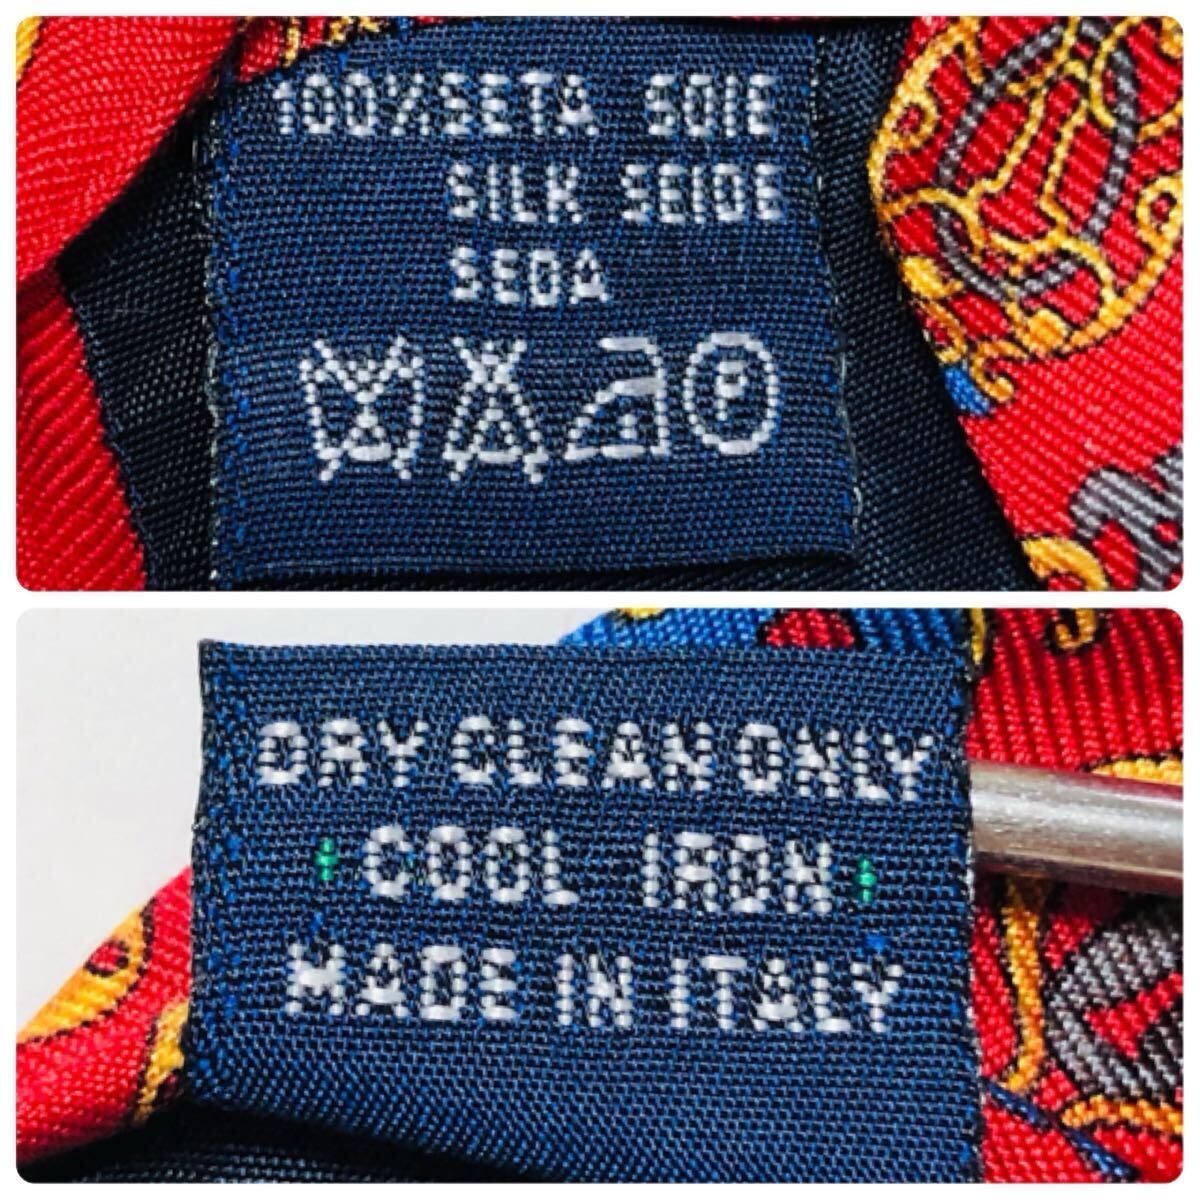 100% SETA SOIE
SILK SEIDE
SEDA
P
DRY CLEAN ONLY
COOL IRON
MADE IN ITALY